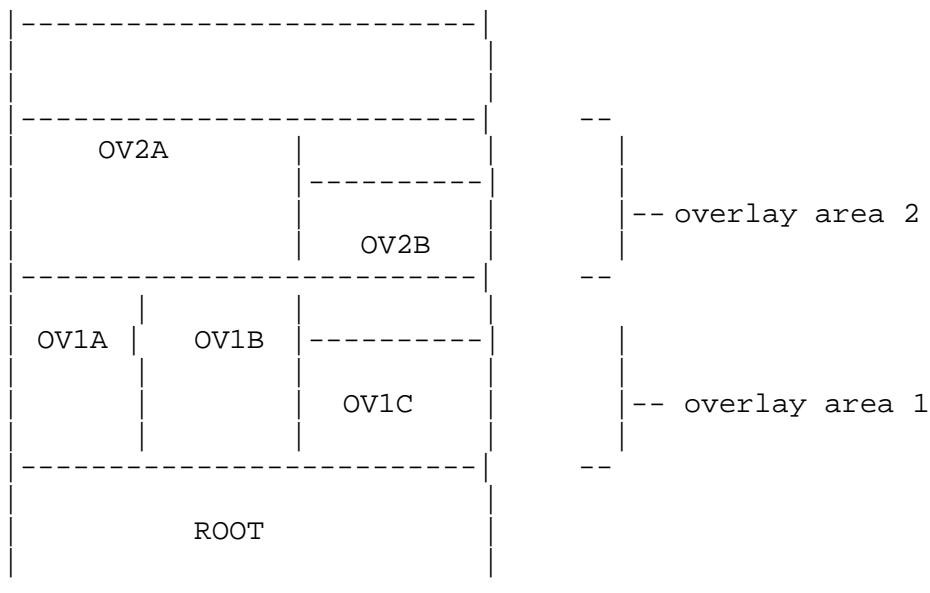 OV2A
-- overlay area 2
OV2B
OV1A OV1B
OV1C -- overlay area 1
ROOT